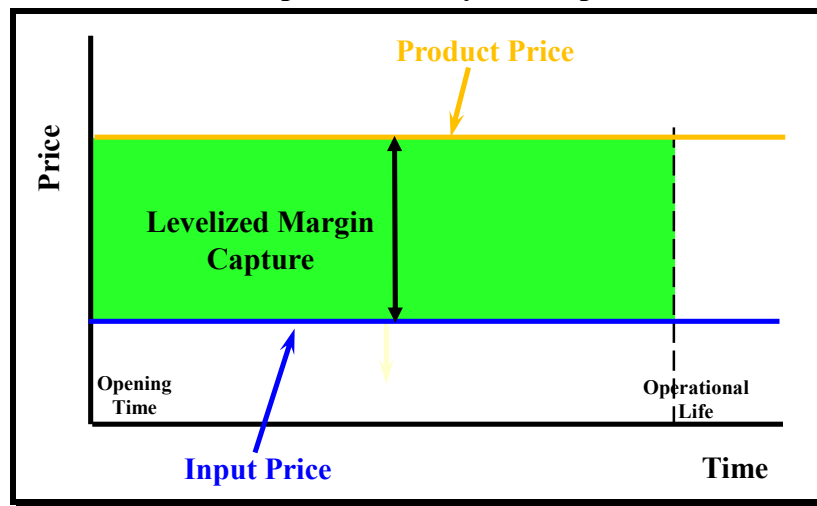 Product Price
Price
Levelized Margin
Capture
Opening
Time
Operational
Life
Input Price
Time